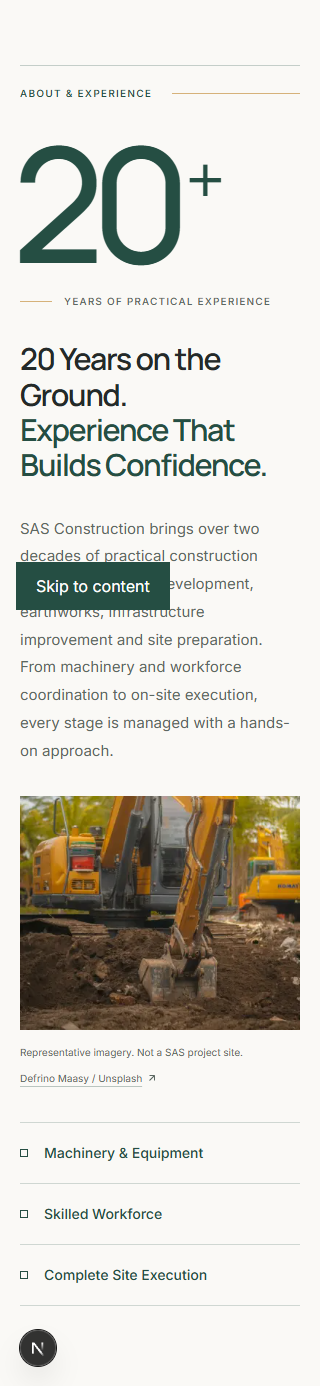 ABOUT & EXPERIENCE
20+
YEARS OF PRACTICAL EXPERIENCE
20 Years on the
Ground.
Experience That
Builds Confidence.
SAS Construction brings over two
decades of practical construction
Skip to content
earthworks, infrastructure
improvement and site preparation.
From machinery and workforce
coordination to on-site execution,
every stage is managed with a hands-
on approach.
Representative imagery. Not a SAS project site.
Defrino Maasy / Unsplash ↗
Machinery & Equipment
Skilled Workforce
Complete Site Execution
N